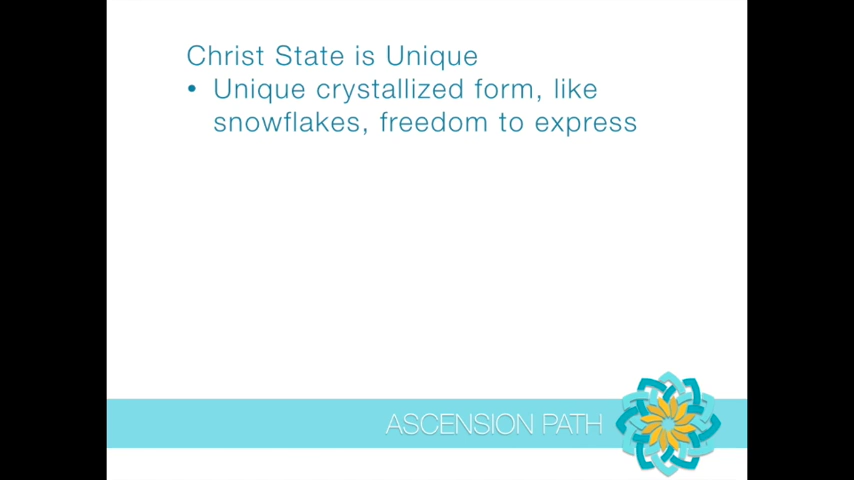 Christ State is Unique
• Unique crystallized form, like
snowflakes, freedom to express
ASCENSION PATH